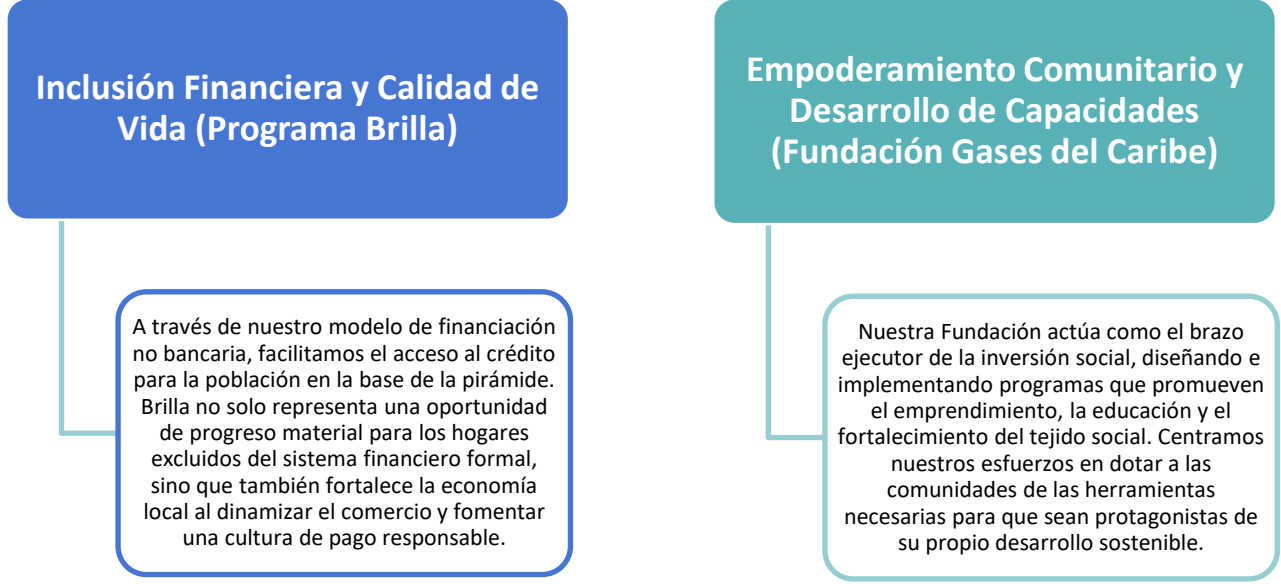 Inclusión Financiera y Calidad de
Vida (Programa Brilla)
A través de nuestro modelo de financiación
no bancaria, facilitamos el acceso al crédito
para la población en la base de la pirámide.
Brilla no solo representa una oportunidad
de progreso material para los hogares
excluidos del sistema financiero formal,
sino que también fortalece la economía
local al dinamizar el comercio y fomentar
una cultura de pago responsable.
Empoderamiento Comunitario y
Desarrollo de Capacidades
(Fundación Gases del Caribe)
Nuestra Fundación actúa como el brazo
ejecutor de la inversión social, diseñando e
implementando programas que promueven
el emprendimiento, la educación y el
fortalecimiento del tejido social. Centramos
nuestros esfuerzos en dotar a las
comunidades de las herramientas
necesarias para que sean protagonistas de
su propio desarrollo sostenible.